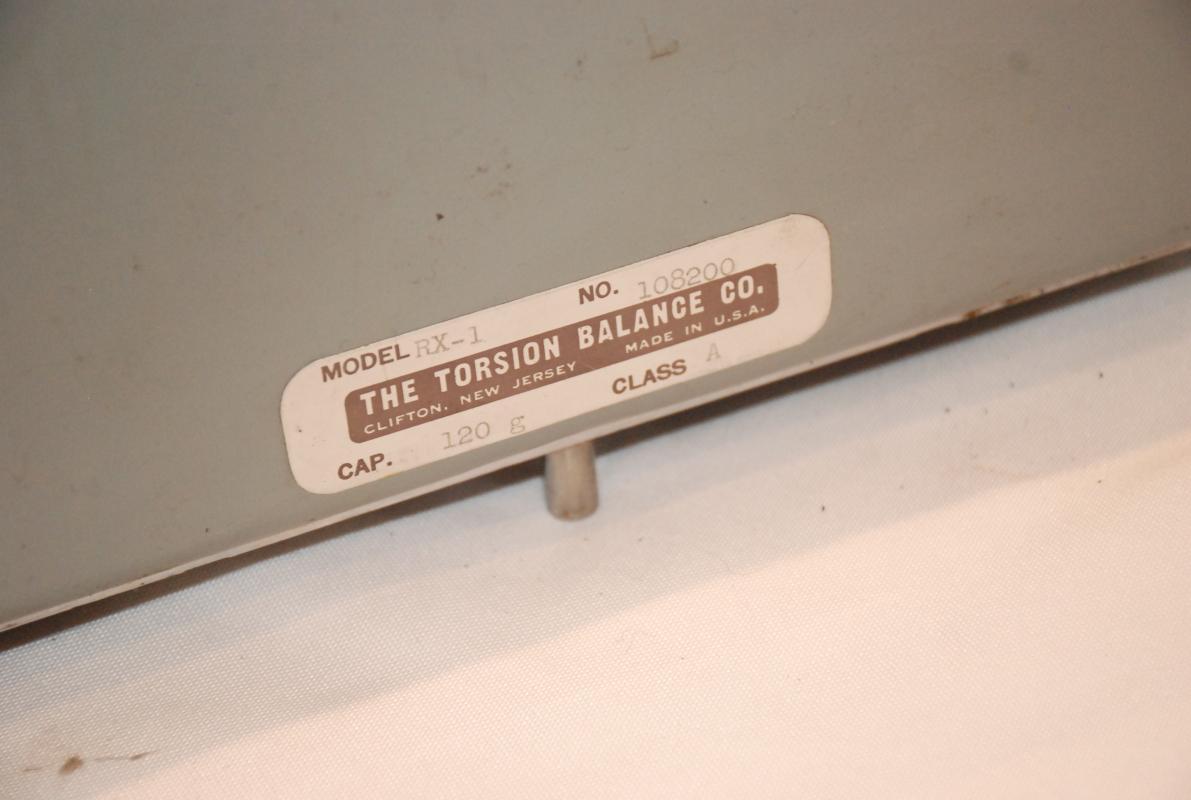 MODEL RX-1 NO. 108200
THE TORSION BALANCE CO.
CLIFTON, NEW JERSEY MADE IN U.S.A.
CAP. 120 g CLASS A